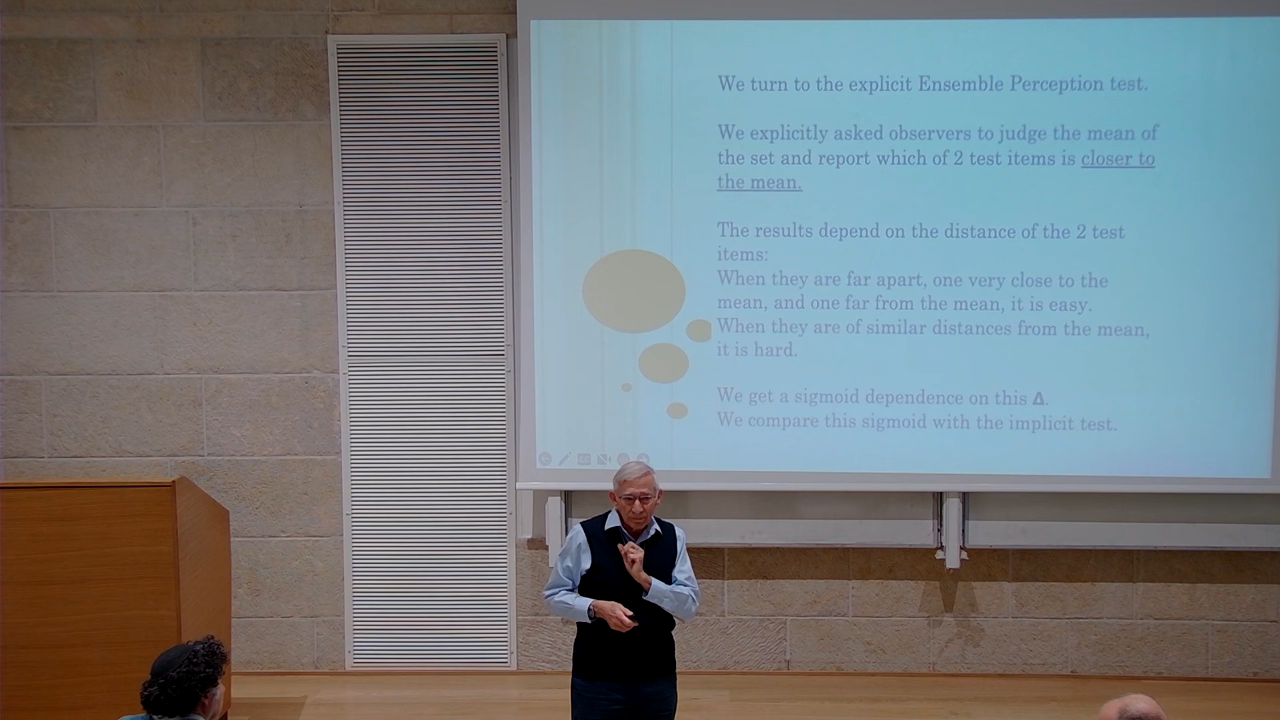 We turn to the explicit Ensemble Perception test.
We explicitly asked observers to judge the mean of
the set and report which of 2 test items is closer to
the mean.
The results depend on the distance of the 2 test
items:
When they are far apart, one very close to the
mean, and one far from the mean, it is easy.
When they are of similar distances from the mean,
it is hard.
We get a sigmoid dependence on this Δ.
We compare this sigmoid with the implicit test.